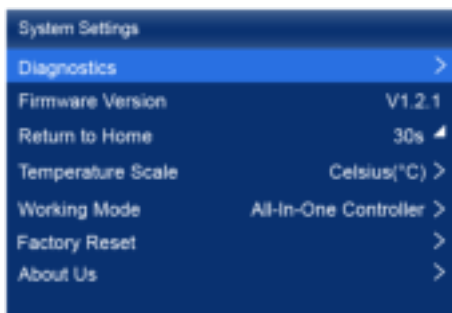 System Settings
Diagnostics >
Firmware Version V1.2.1
Return to Home 30s
Temperature Scale Celsius(°C) >
Working Mode All-In-One Controller >
Factory Reset >
About Us >